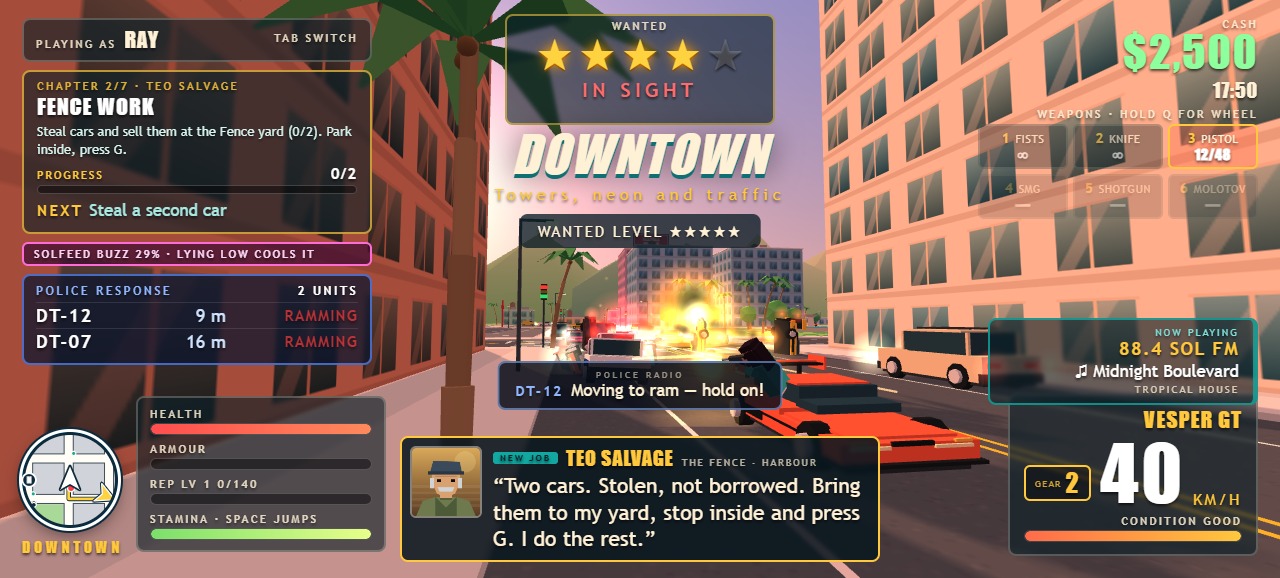 PLAYING AS RAY TAB SWITCH
CHAPTER 2/7 · TEO SALVAGE
FENCE WORK
Steal cars and sell them at the Fence yard (0/2). Park
inside, press G.
PROGRESS 0/2
NEXT Steal a second car
SOLFEED BUZZ 29% · LYING LOW COOLS IT
POLICE RESPONSE 2 UNITS
DT-12 9 m RAMMING
DT-07 16 m RAMMING
HEALTH
ARMOUR
REP LV 1 0/140
STAMINA · SPACE JUMPS
DOWNTOWN
WANTED
IN SIGHT
DOWNTOWN
Towers, neon and traffic
WANTED LEVEL ★★★★★
POLICE RADIO
DT-12 Moving to ram — hold on!
NEW JOB TEO SALVAGE THE FENCE · HARBOUR
“Two cars. Stolen, not borrowed. Bring
them to my yard, stop inside and press
G. I do the rest.”
CASH
$2,500
17:50
WEAPONS · HOLD Q FOR WHEEL
1 FISTS ∞
2 KNIFE ∞
3 PISTOL 12/48
4 SMG —
5 SHOTGUN —
6 MOLOTOV —
NOW PLAYING
88.4 SOL FM
♫ Midnight Boulevard
TROPICAL HOUSE
VESPER GT
GEAR 2 40 KM/H
CONDITION GOOD